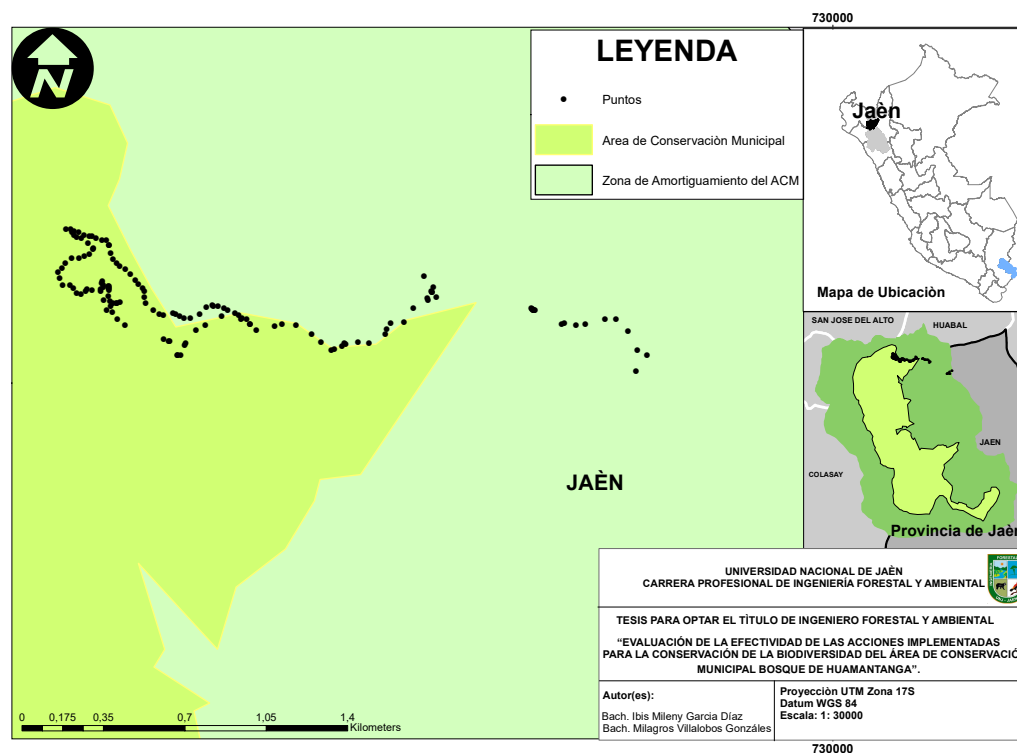 730000
N
LEYENDA
Puntos
Area de Conservaciòn Municipal
Zona de Amortiguamiento del ACM
Jaèn
Mapa de Ubicaciòn
SAN JOSE DEL ALTO
HUABAL
JAEN
COLASAY
Provincia de Jaèn
JAÈN
UNIVERSIDAD NACIONAL DE JAÈN
CARRERA PROFESIONAL DE INGENIERÍA FORESTAL Y AMBIENTAL
TESIS PARA OPTAR EL TÌTULO DE INGENIERO FORESTAL Y AMBIENTAL
“EVALUACIÓN DE LA EFECTIVIDAD DE LAS ACCIONES IMPLEMENTADAS
PARA LA CONSERVACIÓN DE LA BIODIVERSIDAD DEL ÁREA DE CONSERVACIÓ
MUNICIPAL BOSQUE DE HUAMANTANGA”.
Autor(es):
Bach. Ibis Mileny Garcia Díaz
Bach. Milagros Villalobos Gonzáles
Proyecciòn UTM Zona 17S
Datum WGS 84
Escala: 1: 30000
0 0,175 0,35 0,7 1,05 1,4
Kilometers
730000